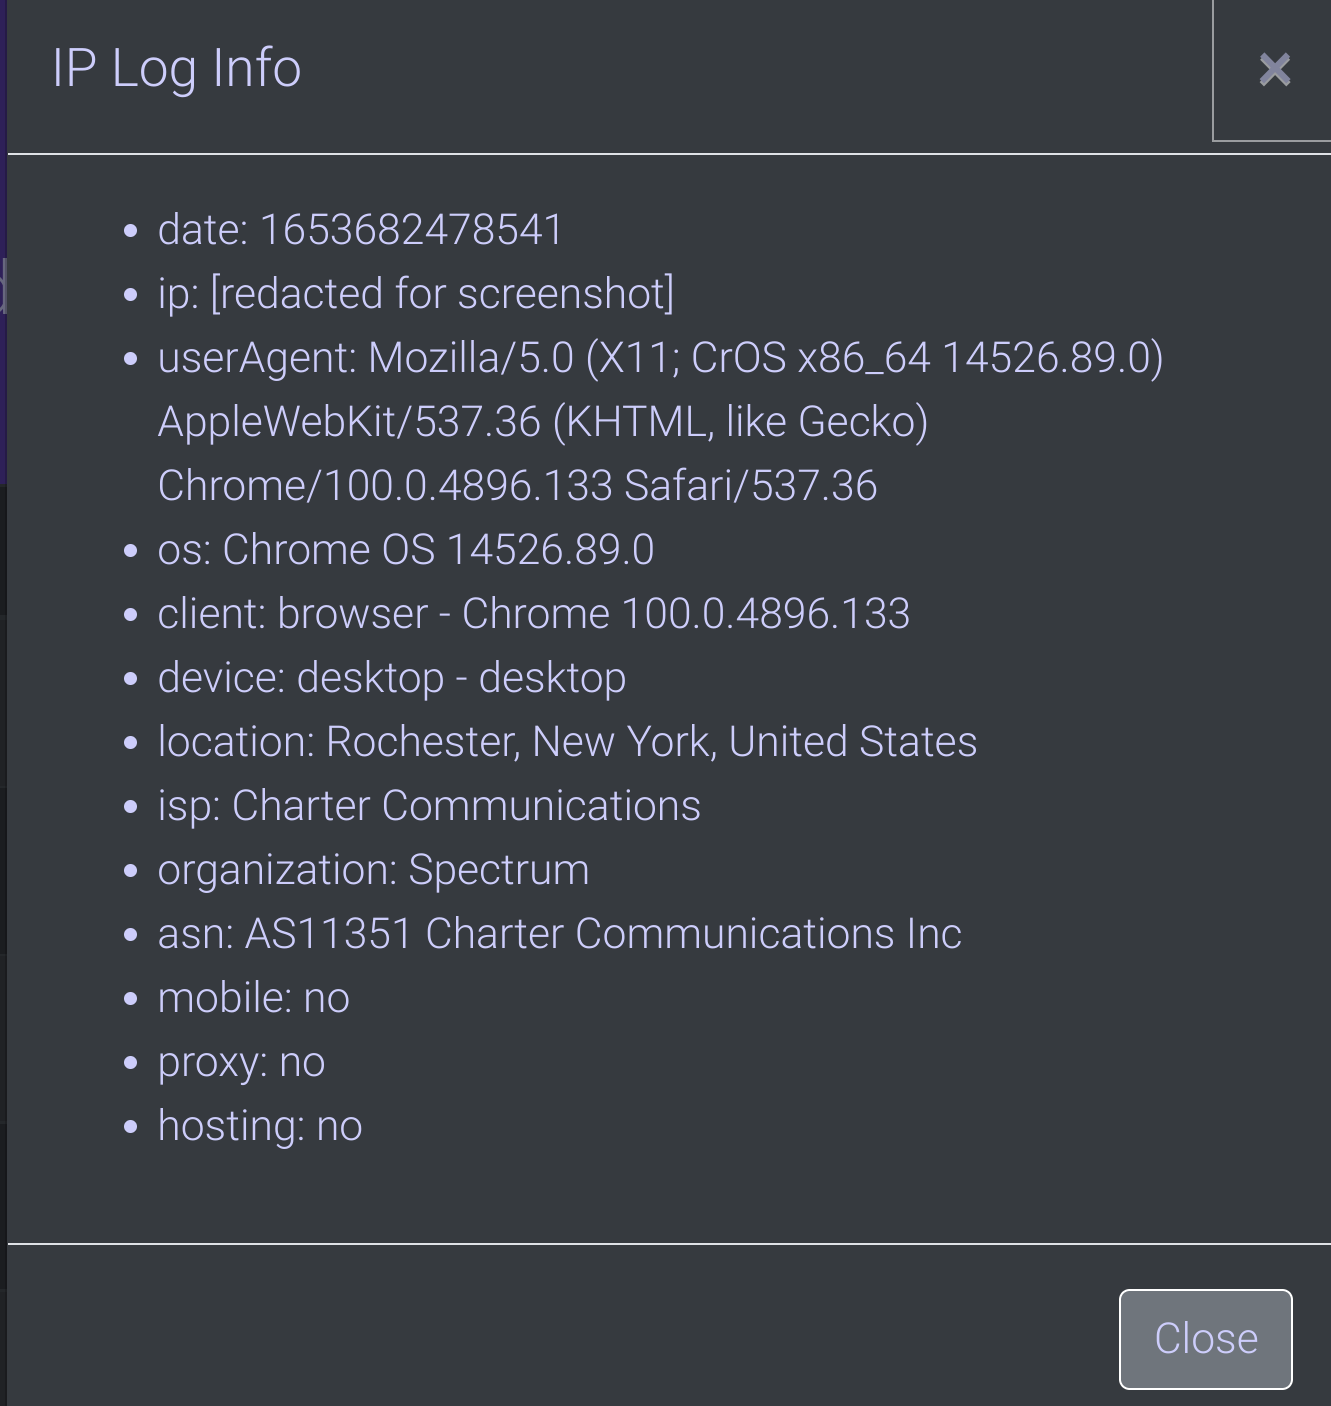 IP Log Info
date: 1653682478541
ip: [redacted for screenshot]
userAgent: Mozilla/5.0 (X11; CrOS x86_64 14526.89.0)
AppleWebKit/537.36 (KHTML, like Gecko)
Chrome/100.0.4896.133 Safari/537.36
os: Chrome OS 14526.89.0
client: browser - Chrome 100.0.4896.133
device: desktop - desktop
location: Rochester, New York, United States
isp: Charter Communications
organization: Spectrum
asn: AS11351 Charter Communications Inc
mobile: no
proxy: no
hosting: no
Close